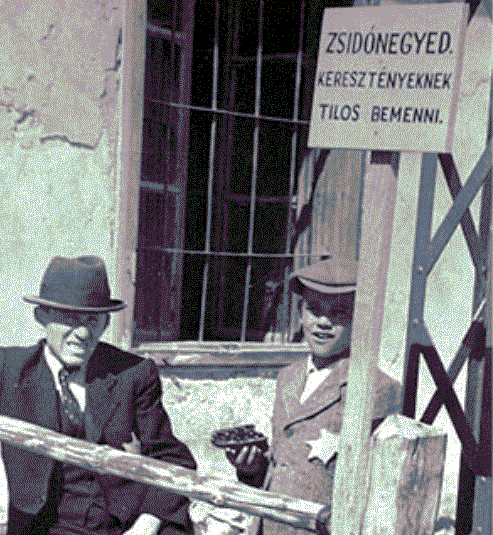 ZSIDÓNEGYED.
KERESZTÉNYEKNEK
TILOS BEMENNI.